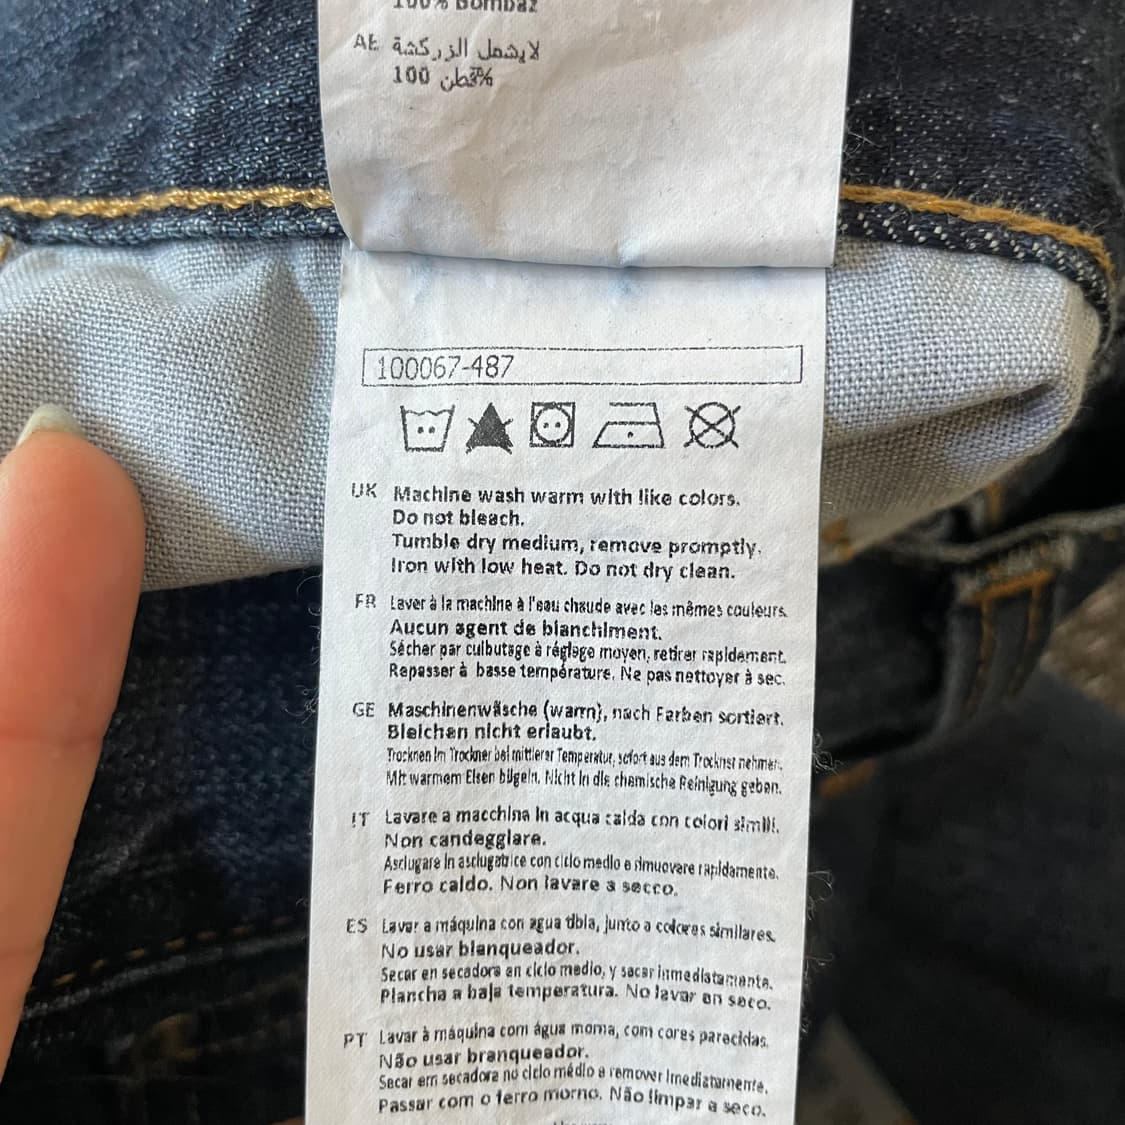 100% Bumbaz
AE لايشمل الزركشة
100 قطن%
100067-487
UK Machine wash warm with like colors.
Do not bleach.
Tumble dry medium, remove promptly.
Iron with low heat. Do not dry clean.
FR Laver à la machine à l'eau chaude avec les mêmes couleurs.
Aucun agent de blanchiment.
Sécher par culbutage à réglage moyen, retirer rapidement.
Repasser à basse température. Ne pas nettoyer à sec.
GE Maschinenwäsche (warm), nach Farben sortiert.
Bleichen nicht erlaubt.
Trocknen im Trockner bei mittlerer Temperatur, sofort aus dem Trockner nehmen.
Mit warmem Eisen bügeln. Nicht in die chemische Reinigung geben.
IT Lavare a macchina in acqua calda con colori simili.
Non candeggiare.
Asciugare in asciugatrice con ciclo medio e rimuovere rapidamente.
Ferro caldo. Non lavare a secco.
ES Lavar a máquina con agua tibia, junto a colores similares.
No usar blanqueador.
Secar en secadora en ciclo medio, y sacar inmediatamente.
Plancha a baja temperatura. No lavar en seco.
PT Lavar à máquina com água morna, com cores parecidas.
Não usar branqueador.
Secar em secadora no ciclo médio e remover imediatamente.
Passar com o ferro morno. Não limpar a seco.